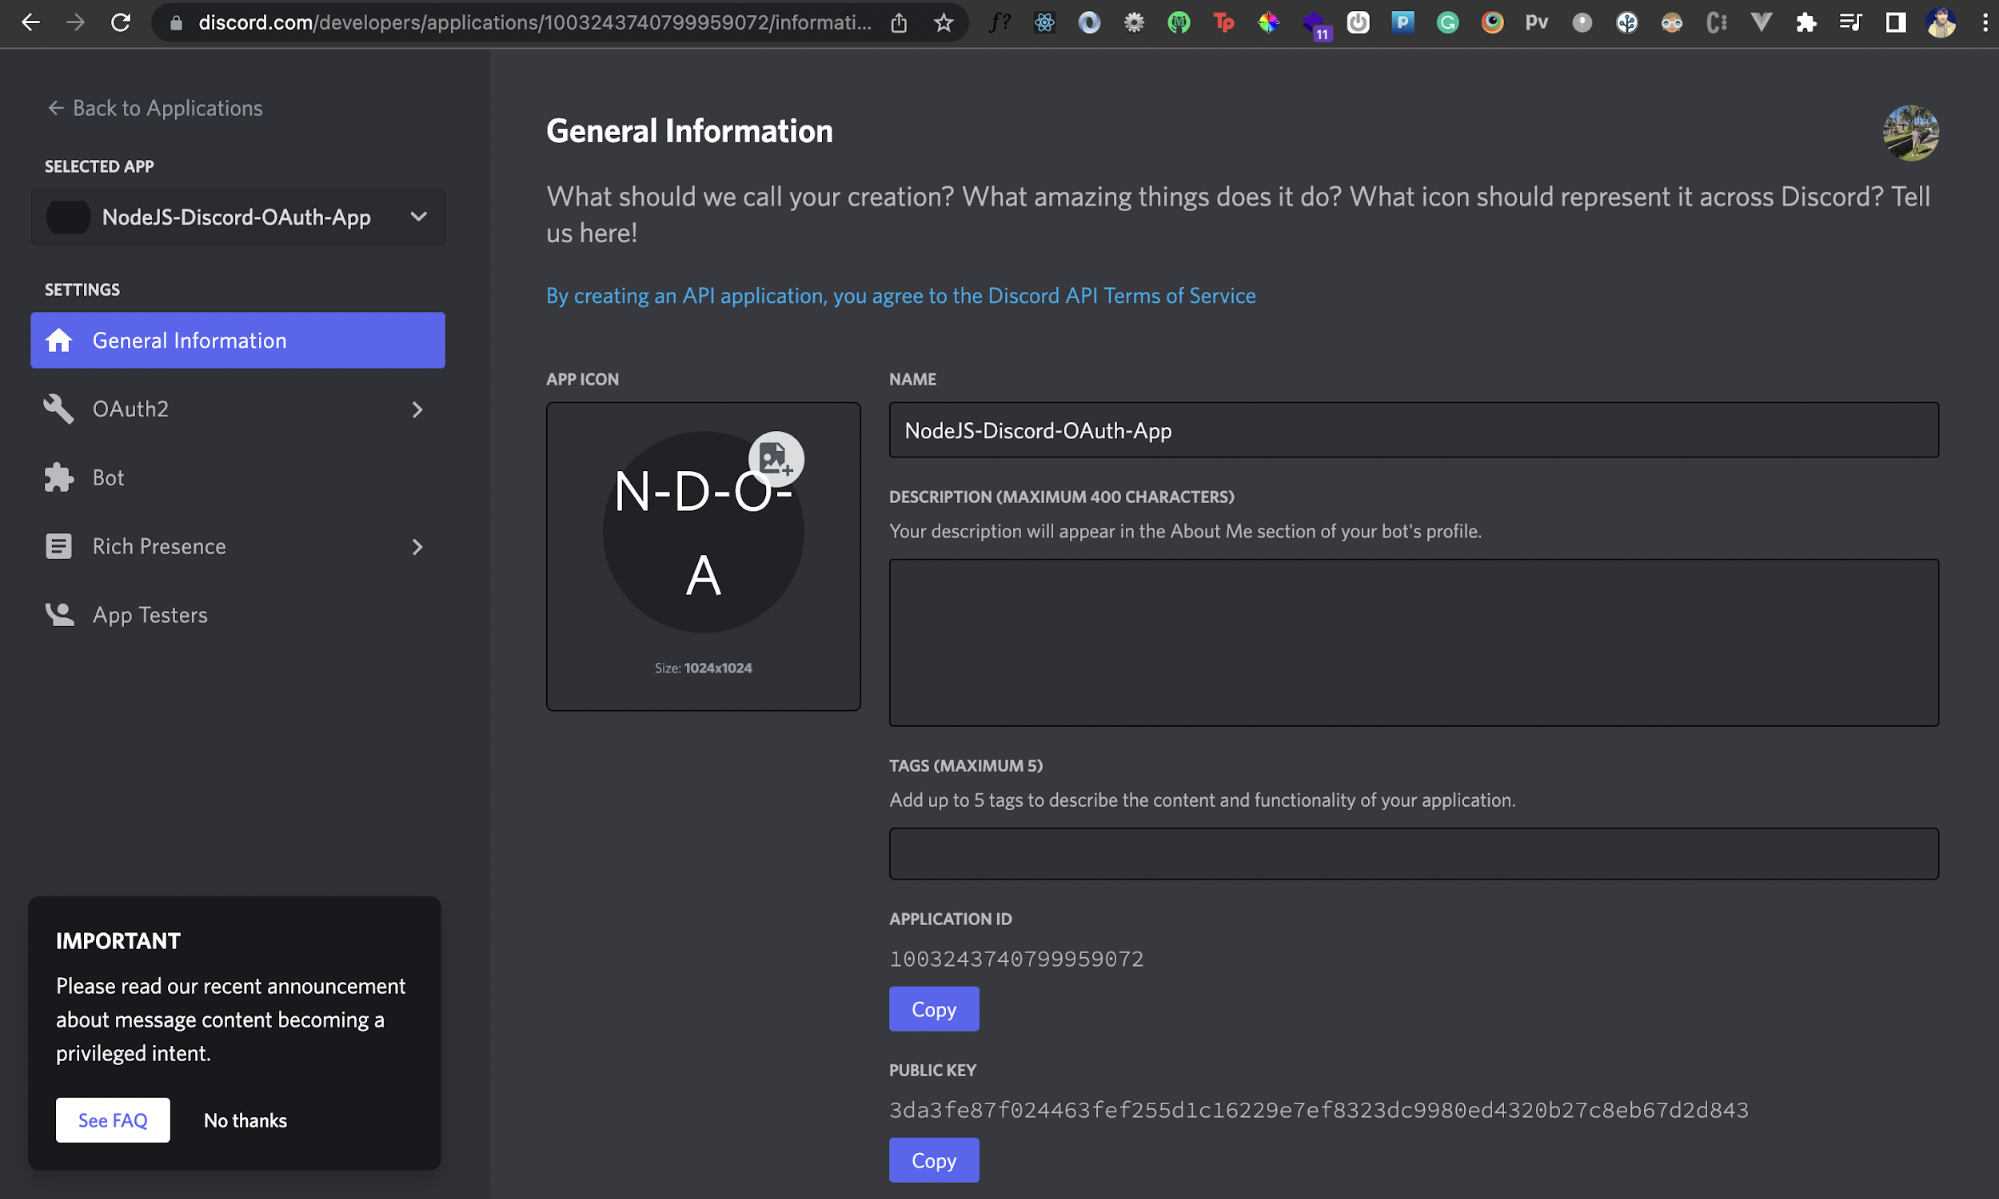 discord.com/developers/applications/1003243740799959072/informati...
f?
Tp
11
P
G
Pv
C
Back to Applications
SELECTED APP
NodeJS-Discord-OAuth-App
SETTINGS
General Information
OAuth2
Bot
Rich Presence
App Testers
IMPORTANT
Please read our recent announcement
about message content becoming a
privileged intent.
See FAQ
No thanks
General Information
What should we call your creation? What amazing things does it do? What icon should represent it across Discord? Tell
us here!
By creating an API application, you agree to the Discord API Terms of Service
APP ICON
N-D-O-
A
Size: 1024x1024
NAME
NodeJS-Discord-OAuth-App
DESCRIPTION (MAXIMUM 400 CHARACTERS)
Your description will appear in the About Me section of your bot's profile.
TAGS (MAXIMUM 5)
Add up to 5 tags to describe the content and functionality of your application.
APPLICATION ID
1003243740799959072
Copy
PUBLIC KEY
3da3fe87f024463fef255d1c16229e7ef8323dc9980ed4320b27c8eb67d2d843
Copy